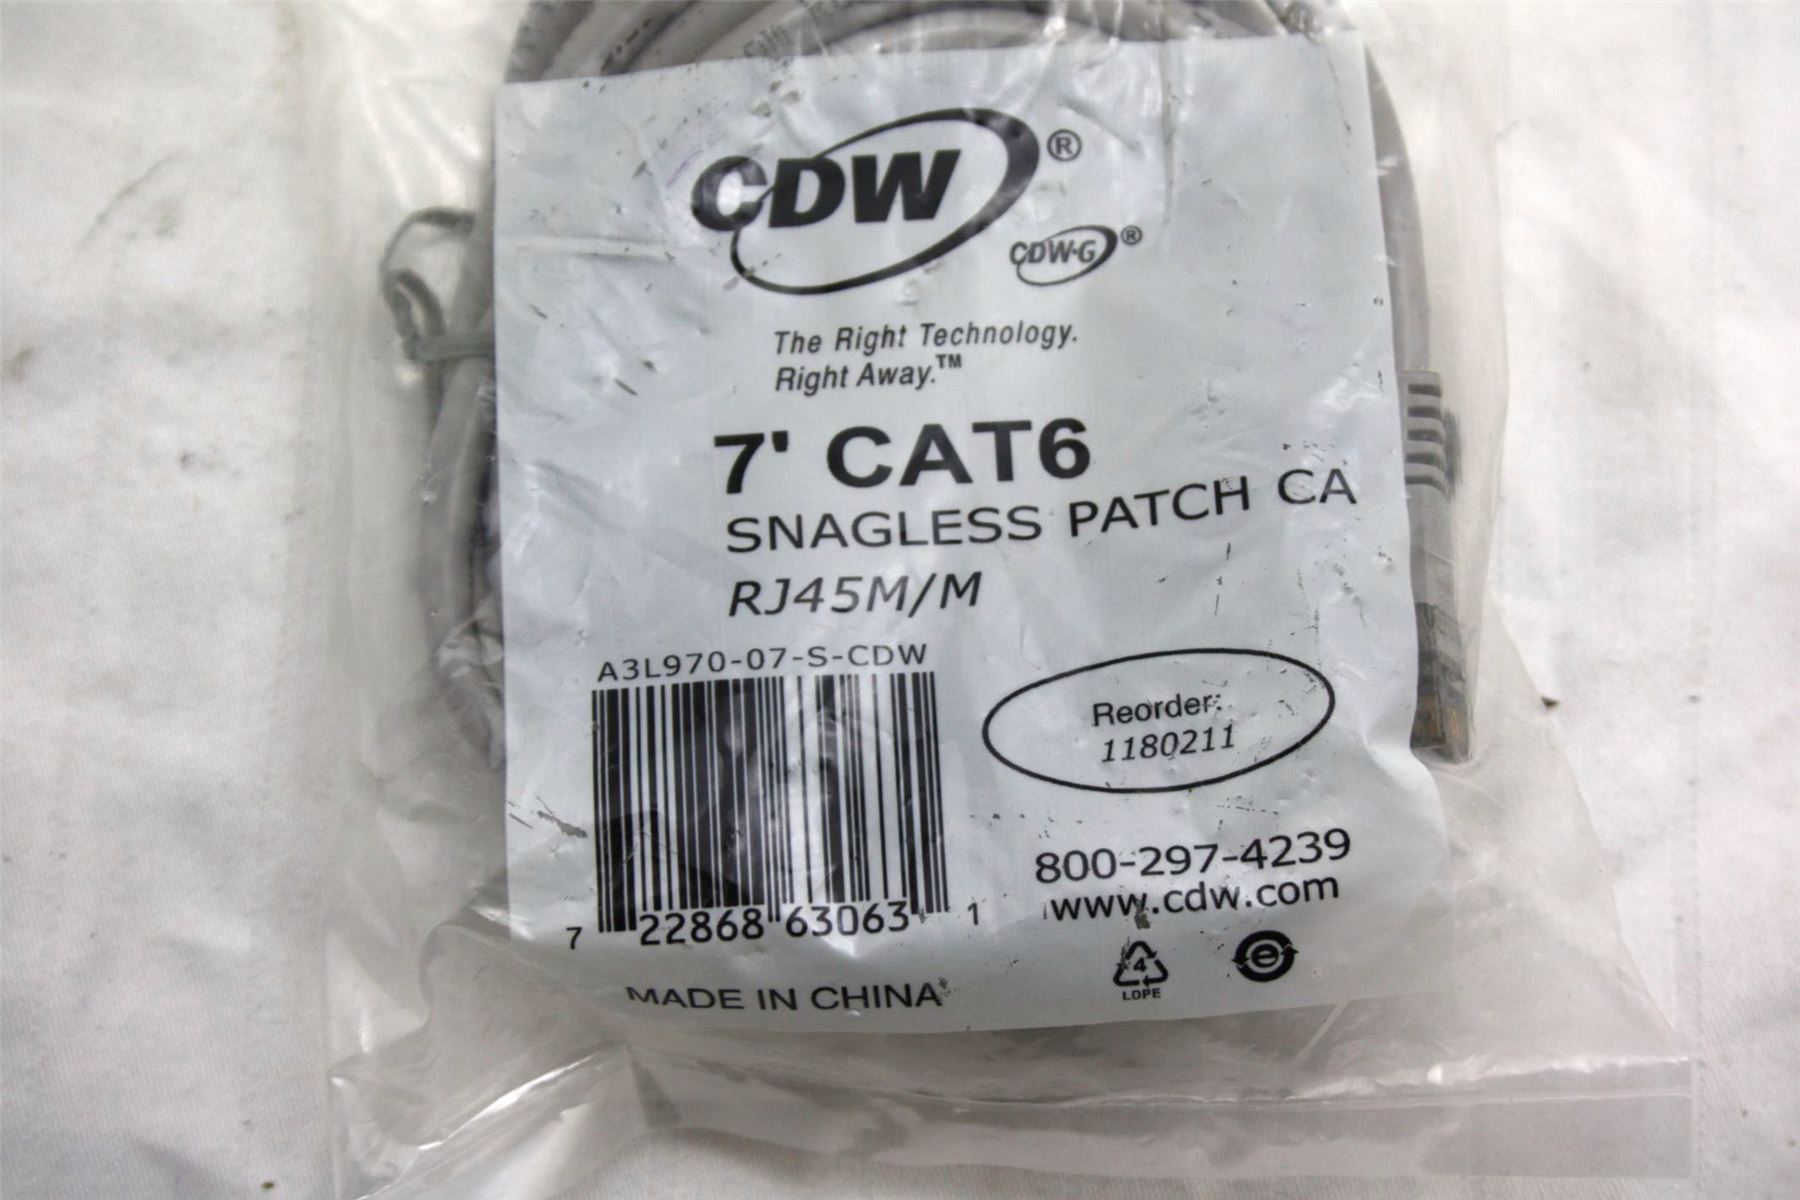 CDW®
CDW·G®
The Right Technology.
Right Away.™
7' CAT6
SNAGLESS PATCH CA
RJ45M/M
A3L970-07-S-CDW
Reorder:
1180211
7 22868 63063 1
800-297-4239
www.cdw.com
4
LDPE
e
MADE IN CHINA